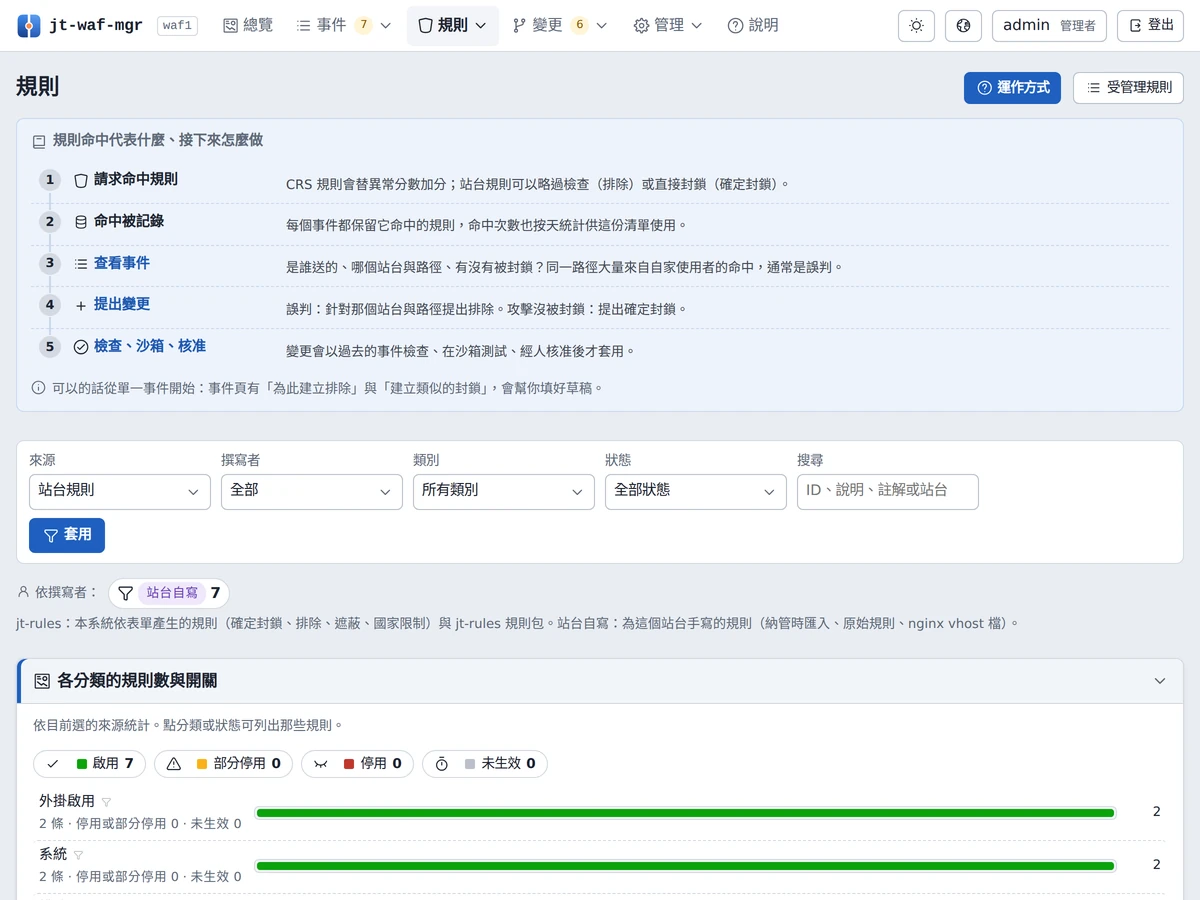 jt-waf-mgr waf1 總覽 事件 7 規則 變更 6 管理 說明 admin 管理者 登出
規則
運作方式 受管理規則
規則命中代表什麼、接下來怎麼做
1 請求命中規則 CRS 規則會替異常分數加分；站台規則可以略過檢查（排除）或直接封鎖（確定封鎖）。
2 命中被記錄 每個事件都保留它命中的規則，命中次數也按天統計供這份清單使用。
3 查看事件 是誰送的、哪個站台與路徑、有沒有被封鎖？同一路徑大量來自自家使用者的命中，通常是誤判。
4 提出變更 誤判：針對那個站台與路徑提出排除。攻擊沒被封鎖：提出確定封鎖。
5 檢查、沙箱、核准 變更會以過去的事件檢查、在沙箱測試、經人核准後才套用。
可以的話從單一事件開始：事件頁有「為此建立排除」與「建立類似的封鎖」，會幫你填好草稿。
來源 撰寫者 類別 狀態 搜尋
站台規則 全部 所有類別 全部狀態 ID、說明、註解或站台
套用
依撰寫者： 站台自寫 7
jt-rules：本系統依表單產生的規則（確定封鎖、排除、遮蔽、國家限制）與 jt-rules 規則包。站台自寫：為這個站台手寫的規則（納管時匯入、原始規則、nginx vhost 檔）。
各分類的規則數與開關
依目前選的來源統計。點分類或狀態可列出那些規則。
啟用 7 部分停用 0 停用 0 未生效 0
外掛啟用
2 條 · 停用或部分停用 0 · 未生效 0 2
系統
2 條 · 停用或部分停用 0 · 未生效 0 2